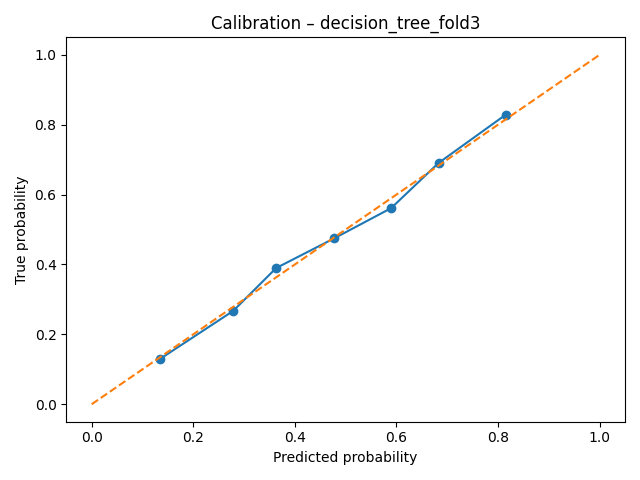 Calibration – decision_tree_fold3
True probability
1.0
0.8
0.6
0.4
0.2
0.0
0.0 0.2 0.4 0.6 0.8 1.0
Predicted probability